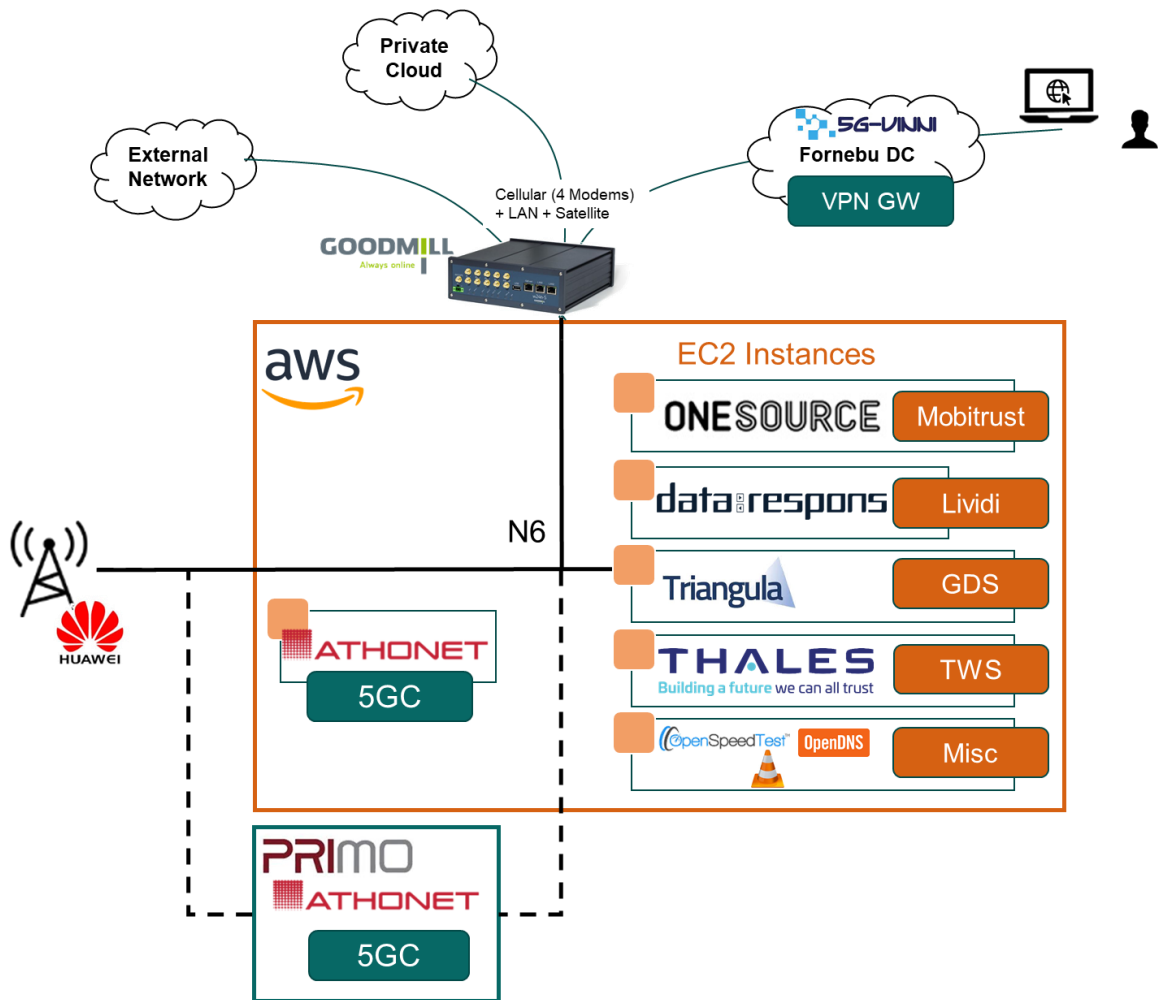 Private
Cloud
External
Network
5G-VINNI
Fornebu DC
VPN GW
Cellular (4 Modems)
+ LAN + Satellite
GOODMILL
Always online
aws
EC2 Instances
ONESOURCE
Mobitrust
data respons
Lividi
N6
Triangula
GDS
HUAWEI
ATHONET
5GC
THALES
Building a future we can all trust
TWS
OpenSpeedTest™
OpenDNS
Misc
PRIMO
ATHONET
5GC